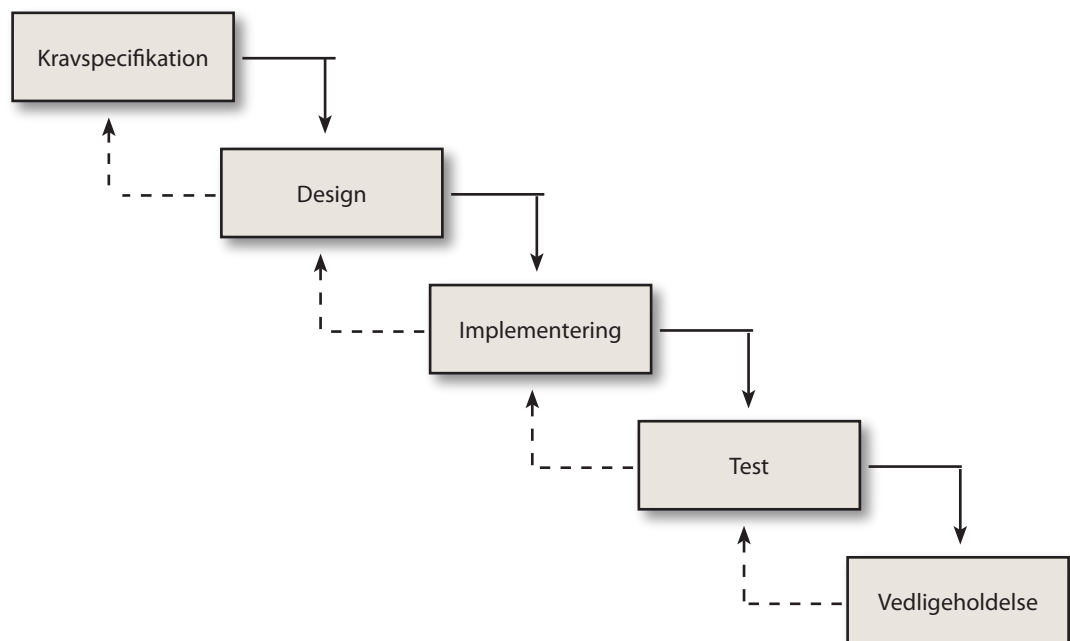 Kravspecifikation
Design
Implementering
Test
Vedligeholdelse